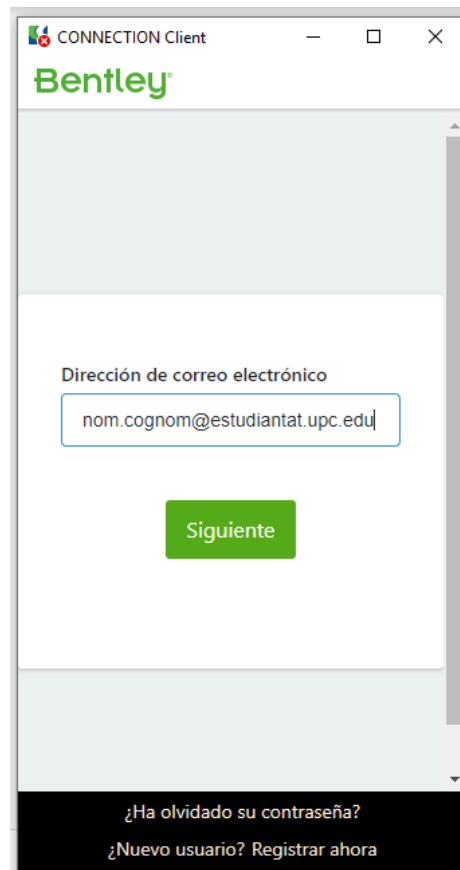 CONNECTION Client
Bentley
Dirección de correo electrónico
nom.cognom@estudiantat.upc.edu
Siguiente
¿Ha olvidado su contraseña?
¿Nuevo usuario? Registrar ahora